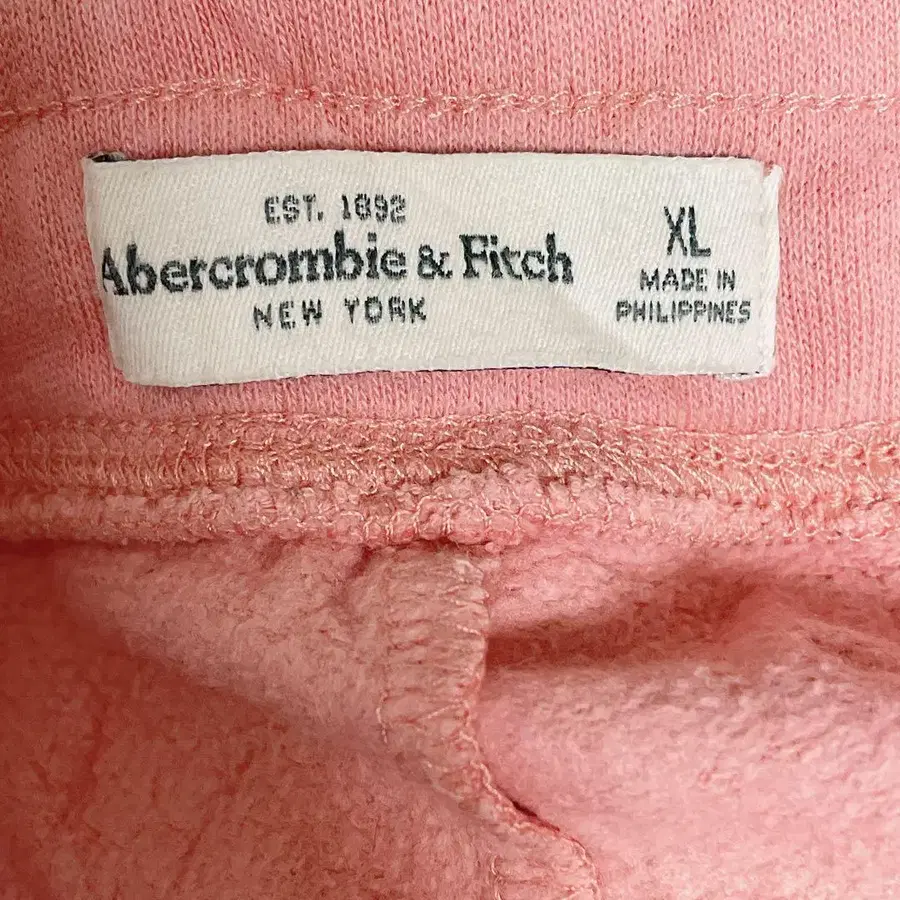 EST. 1892
Abercrombie & Fitch
NEW YORK
XL
MADE IN
PHILIPPINES